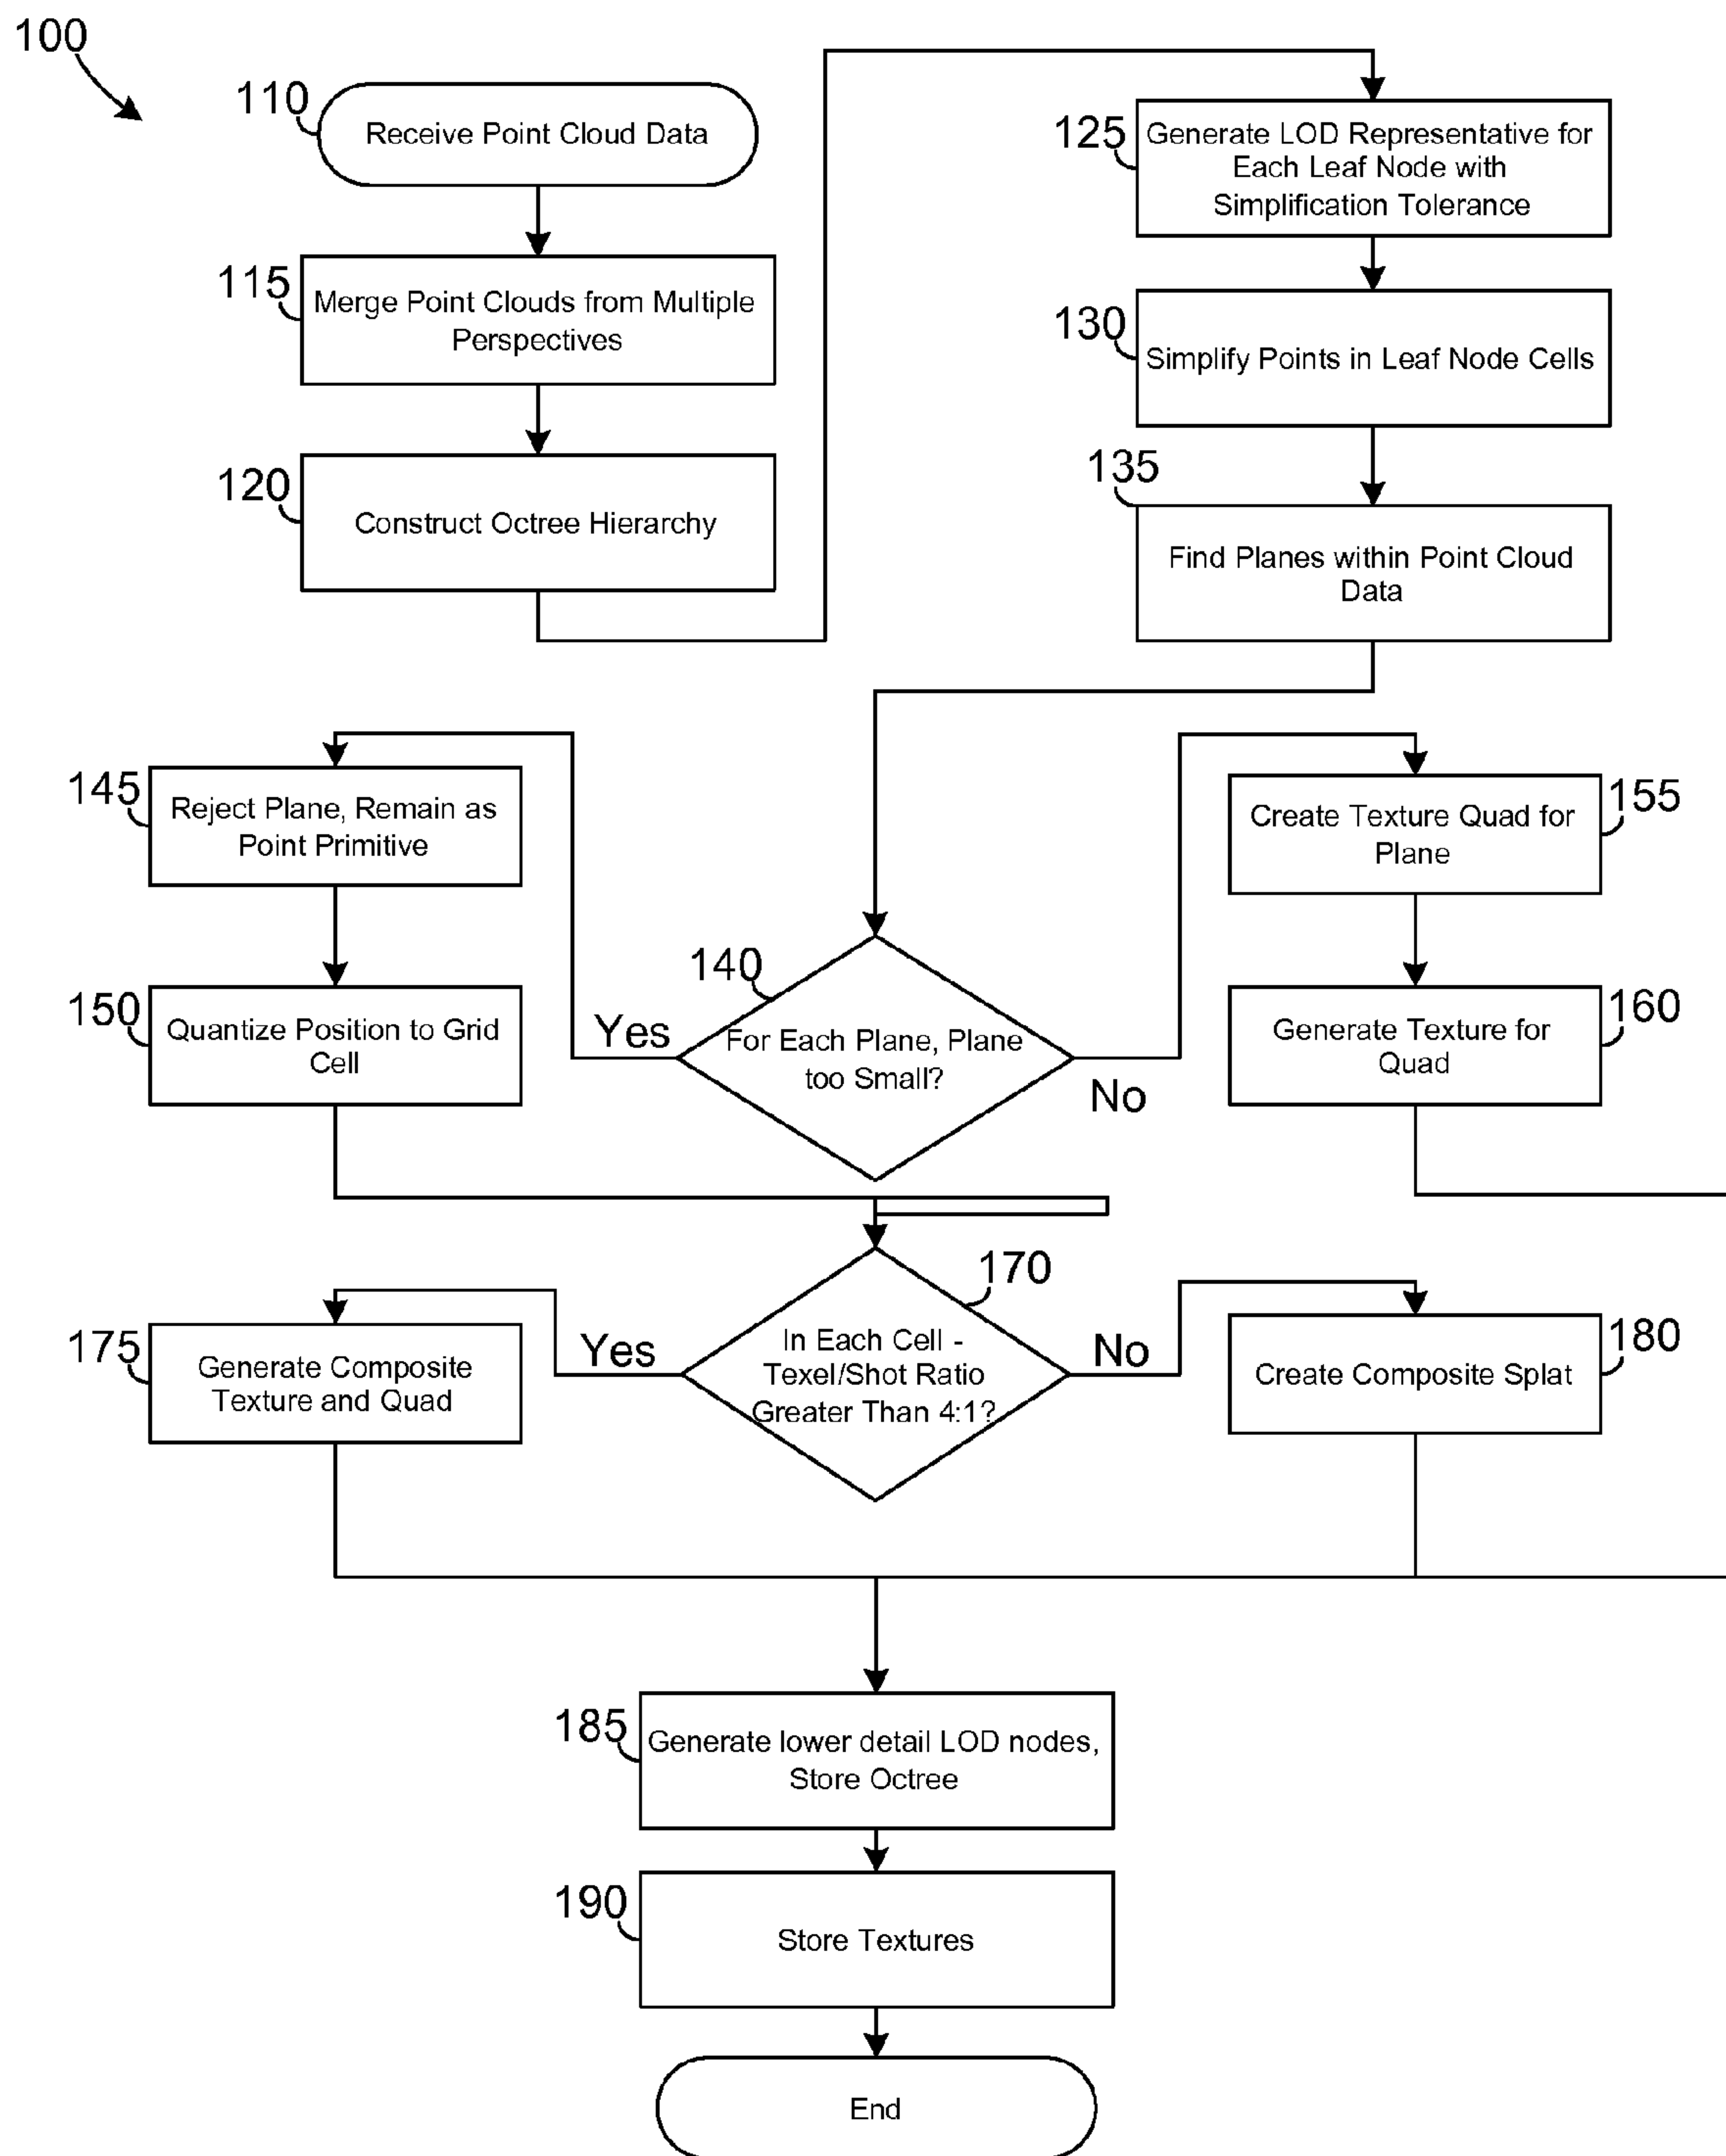 100
110
Receive Point Cloud Data
115
Merge Point Clouds from Multiple
Perspectives
120
Construct Octree Hierarchy
125
Generate LOD Representative for
Each Leaf Node with
Simplification Tolerance
130
Simplify Points in Leaf Node Cells
135
Find Planes within Point Cloud
Data
140
For Each Plane, Plane
too Small?
Yes
No
145
Reject Plane, Remain as
Point Primitive
150
Quantize Position to Grid
Cell
155
Create Texture Quad for
Plane
160
Generate Texture for
Quad
170
In Each Cell -
Texel/Shot Ratio
Greater Than 4:1?
Yes
No
175
Generate Composite
Texture and Quad
180
Create Composite Splat
185
Generate lower detail LOD nodes,
Store Octree
190
Store Textures
End